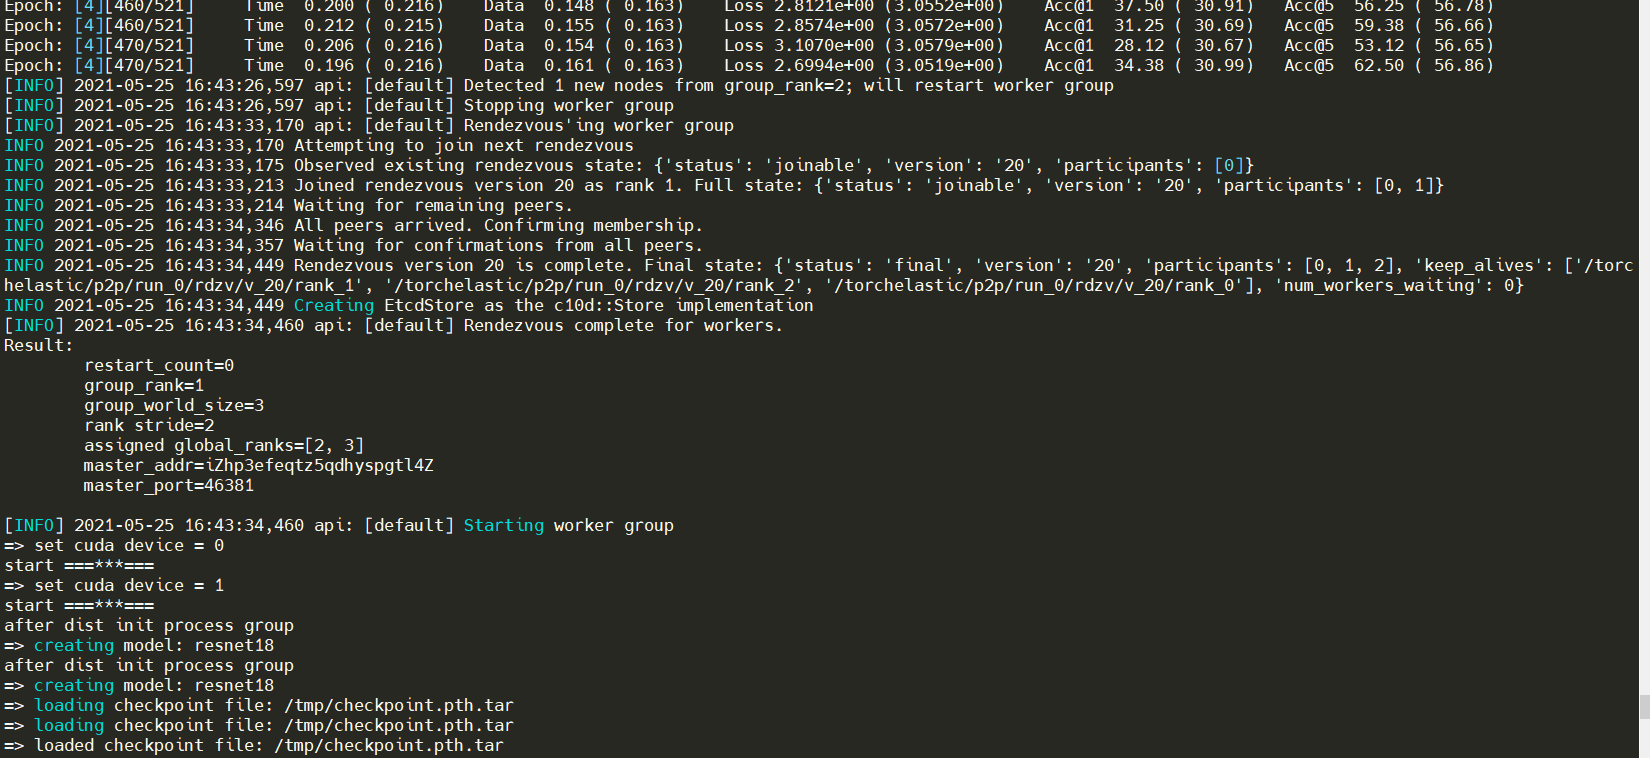 Epoch: [4][460/521]     Time  0.200 ( 0.216)    Data  0.148 ( 0.163)    Loss 2.8121e+00 (3.0552e+00)    Acc@1  37.50 ( 30.91)   Acc@5  56.25 ( 56.78)
Epoch: [4][460/521]     Time  0.212 ( 0.215)    Data  0.155 ( 0.163)    Loss 2.8574e+00 (3.0572e+00)    Acc@1  31.25 ( 30.69)   Acc@5  59.38 ( 56.66)
Epoch: [4][470/521]     Time  0.206 ( 0.216)    Data  0.154 ( 0.163)    Loss 3.1070e+00 (3.0579e+00)    Acc@1  28.12 ( 30.67)   Acc@5  53.12 ( 56.65)
Epoch: [4][470/521]     Time  0.196 ( 0.216)    Data  0.161 ( 0.163)    Loss 2.6994e+00 (3.0519e+00)    Acc@1  34.38 ( 30.99)   Acc@5  62.50 ( 56.86)
[INFO] 2021-05-25 16:43:26,597 api: [default] Detected 1 new nodes from group_rank=2; will restart worker group
[INFO] 2021-05-25 16:43:26,597 api: [default] Stopping worker group
[INFO] 2021-05-25 16:43:33,170 api: [default] Rendezvous'ing worker group
INFO 2021-05-25 16:43:33,170 Attempting to join next rendezvous
INFO 2021-05-25 16:43:33,175 Observed existing rendezvous state: {'status': 'joinable', 'version': '20', 'participants': [0]}
INFO 2021-05-25 16:43:33,213 Joined rendezvous version 20 as rank 1. Full state: {'status': 'joinable', 'version': '20', 'participants': [0, 1]}
INFO 2021-05-25 16:43:33,214 Waiting for remaining peers.
INFO 2021-05-25 16:43:34,346 All peers arrived. Confirming membership.
INFO 2021-05-25 16:43:34,357 Waiting for confirmations from all peers.
INFO 2021-05-25 16:43:34,449 Rendezvous version 20 is complete. Final state: {'status': 'final', 'version': '20', 'participants': [0, 1, 2], 'keep_alives': ['/torc
helastic/p2p/run_0/rdzv/v_20/rank_1', '/torchelastic/p2p/run_0/rdzv/v_20/rank_2', '/torchelastic/p2p/run_0/rdzv/v_20/rank_0'], 'num_workers_waiting': 0}
INFO 2021-05-25 16:43:34,449 Creating EtcdStore as the c10d::Store implementation
[INFO] 2021-05-25 16:43:34,460 api: [default] Rendezvous complete for workers.
Result:
        restart_count=0
        group_rank=1
        group_world_size=3
        rank stride=2
        assigned global_ranks=[2, 3]
        master_addr=iZhp3efeqtz5qdhyspgtl4Z
        master_port=46381
[INFO] 2021-05-25 16:43:34,460 api: [default] Starting worker group
=> set cuda device = 0
start ===***===
=> set cuda device = 1
start ===***===
after dist init process group
=> creating model: resnet18
after dist init process group
=> creating model: resnet18
=> loading checkpoint file: /tmp/checkpoint.pth.tar
=> loading checkpoint file: /tmp/checkpoint.pth.tar
=> loaded checkpoint file: /tmp/checkpoint.pth.tar